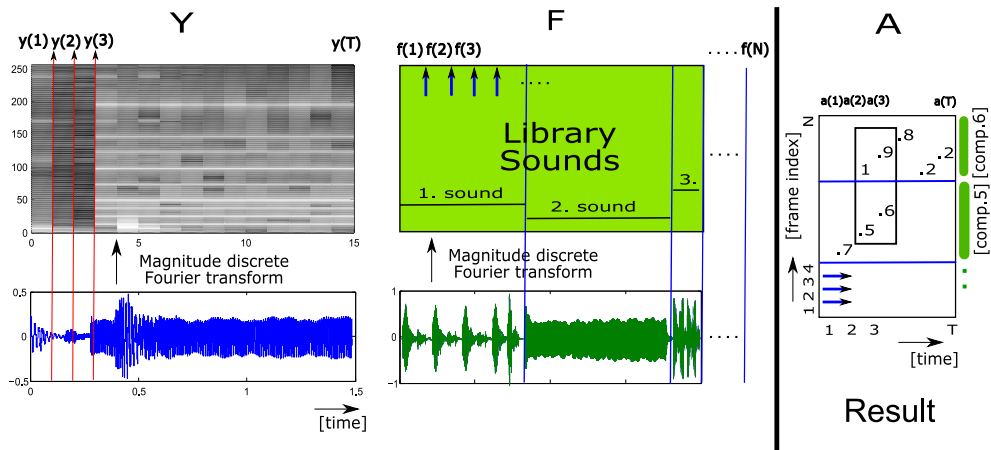 Y
y(1) y(2) y(3) y(T)
250
200
150
100
50
0
0 5 10 15
Magnitude discrete
Fourier transform
0.5
0
−0.5
0 0.5 1 1.5
[time]
F
f(1) f(2) f(3) .... f(N)
....
Library
Sounds
....
1. sound
2. sound
3.
Magnitude discrete
Fourier transform
1
0
−1
....
A
a(1)a(2)a(3) a(T)
N
[frame index]
1 2 3 4
.8
.9
1
.2
.2
.6
.5
.7
[comp.6]
[comp.5]
1 2 3 T
[time]
Result